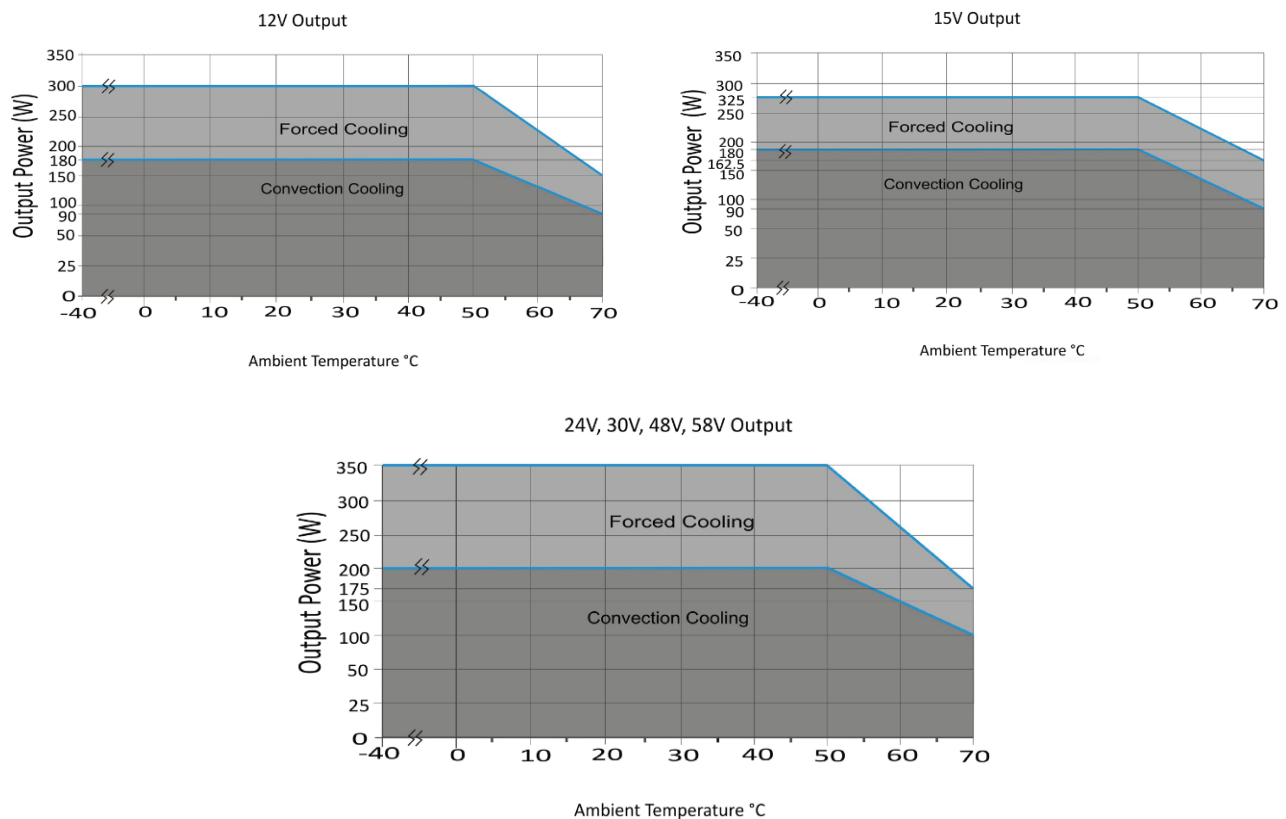 12V Output
Output Power (W)
350
300
250
200
180
150
100
90
50
25
0
Forced Cooling
Convection Cooling
-40 0 10 20 30 40 50 60 70
Ambient Temperature °C
15V Output
Output Power (W)
350
300
325
250
200
180
162.5
150
100
90
50
25
0
Forced Cooling
Convection Cooling
-40 0 10 20 30 40 50 60 70
Ambient Temperature °C
24V, 30V, 48V, 58V Output
Output Power (W)
350
300
250
200
175
150
100
50
25
0
Forced Cooling
Convection Cooling
-40 0 10 20 30 40 50 60 70
Ambient Temperature °C